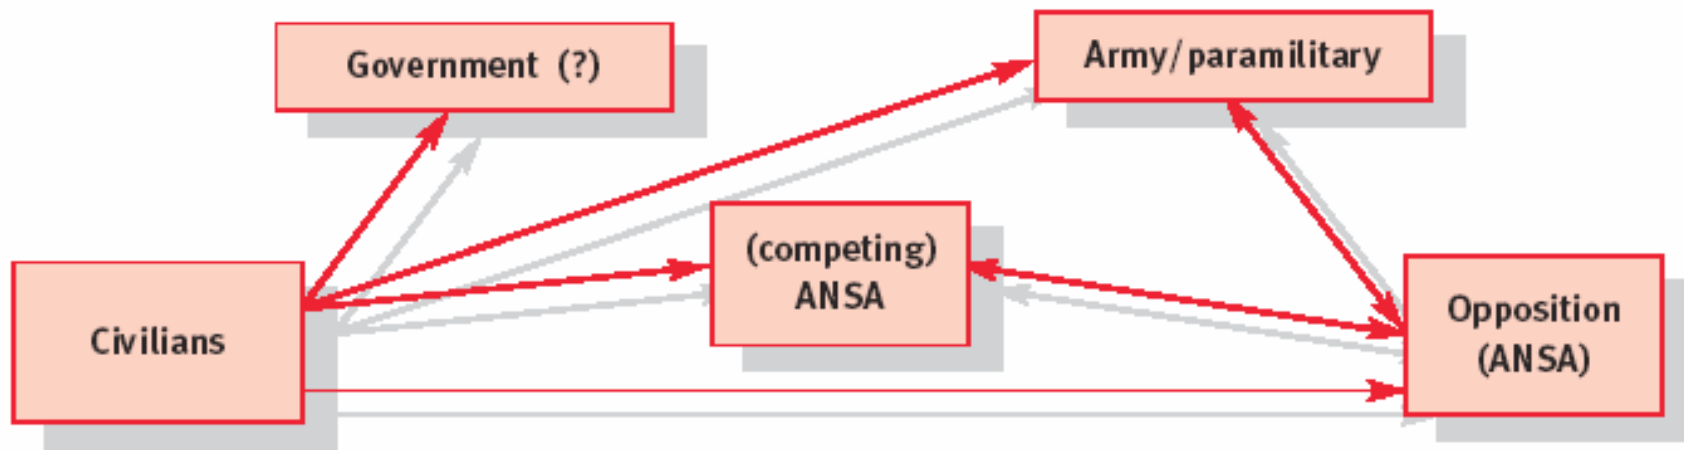 Government (?)
Army/paramilitary
(competing)
ANSA
Civilians
Opposition
(ANSA)